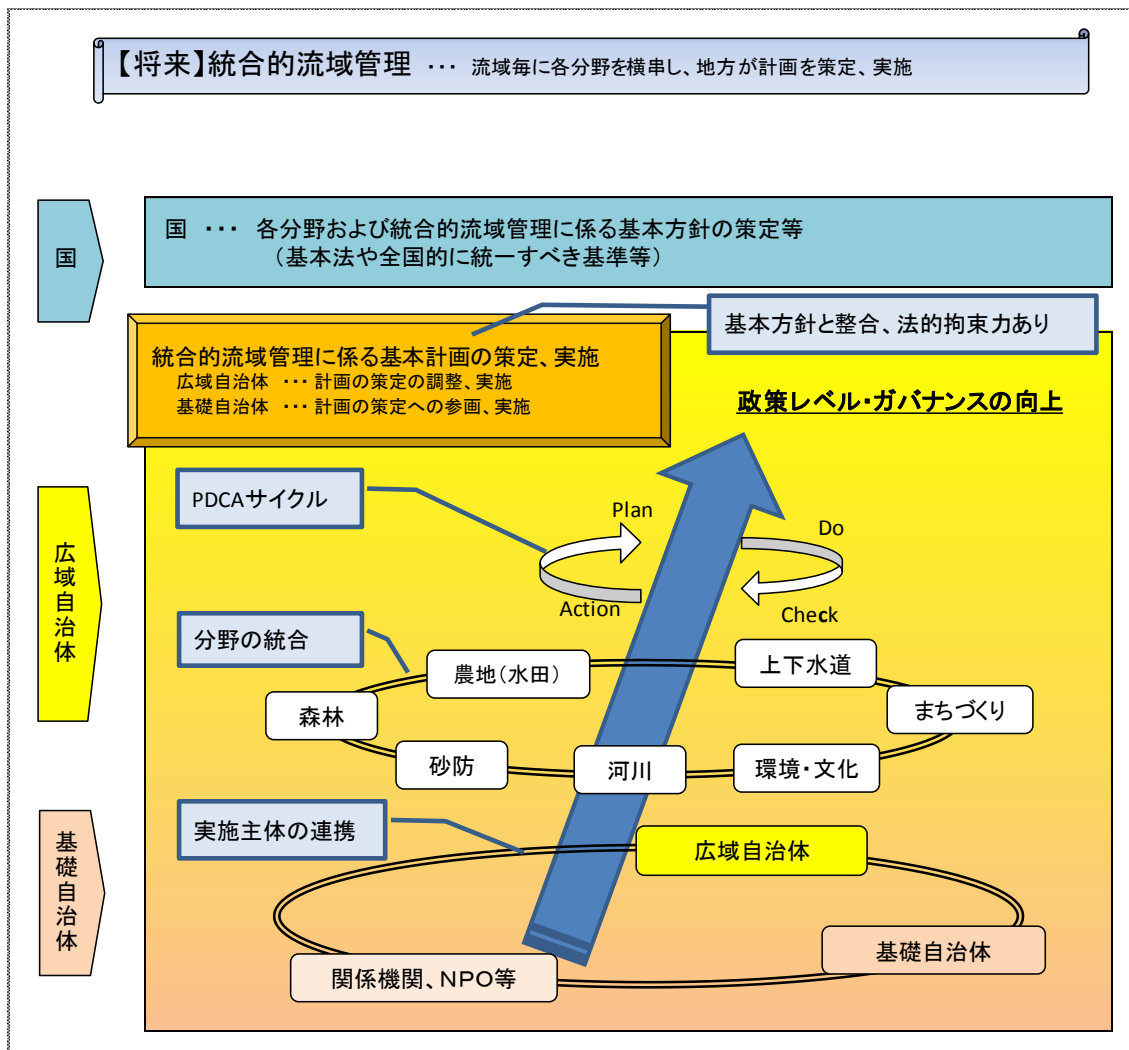 【将来】統合的流域管理 ・・・ 流域毎に各分野を横串し、地方が計画を策定、実施
国
国 ・・・ 各分野および統合的流域管理に係る基本方針の策定等
（基本法や全国的に統一すべき基準等）
基本方針と整合、法的拘束力あり
統合的流域管理に係る基本計画の策定、実施
広域自治体 ・・・計画の策定の調整、実施
基礎自治体 ・・・計画の策定への参画、実施
政策レベル・ガバナンスの向上
広域自治体
PDCAサイクル
Plan
Do
Action
Check
分野の統合
農地（水田）
上下水道
森林
まちづくり
砂防
河川
環境・文化
基礎自治体
実施主体の連携
広域自治体
基礎自治体
関係機関、ＮＰＯ等